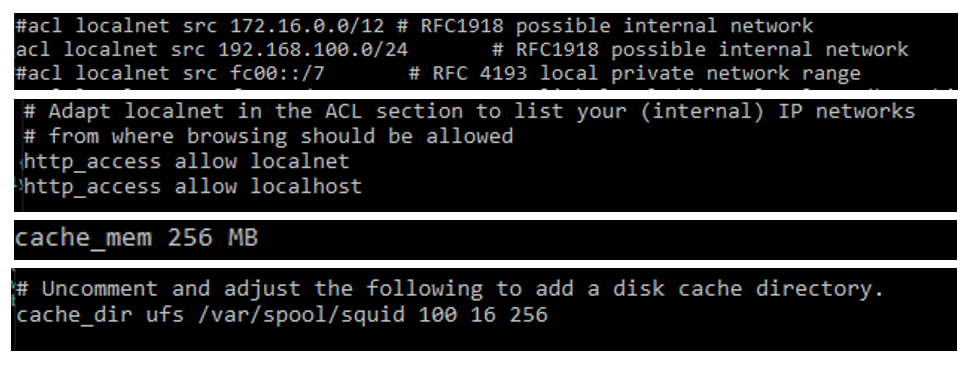 #acl localnet src 172.16.0.0/12 # RFC1918 possible internal network
acl localnet src 192.168.100.0/24       # RFC1918 possible internal network
#acl localnet src fc00::/7       # RFC 4193 local private network range
# Adapt localnet in the ACL section to list your (internal) IP networks
# from where browsing should be allowed
http_access allow localnet
http_access allow localhost
cache_mem 256 MB
# Uncomment and adjust the following to add a disk cache directory.
cache_dir ufs /var/spool/squid 100 16 256